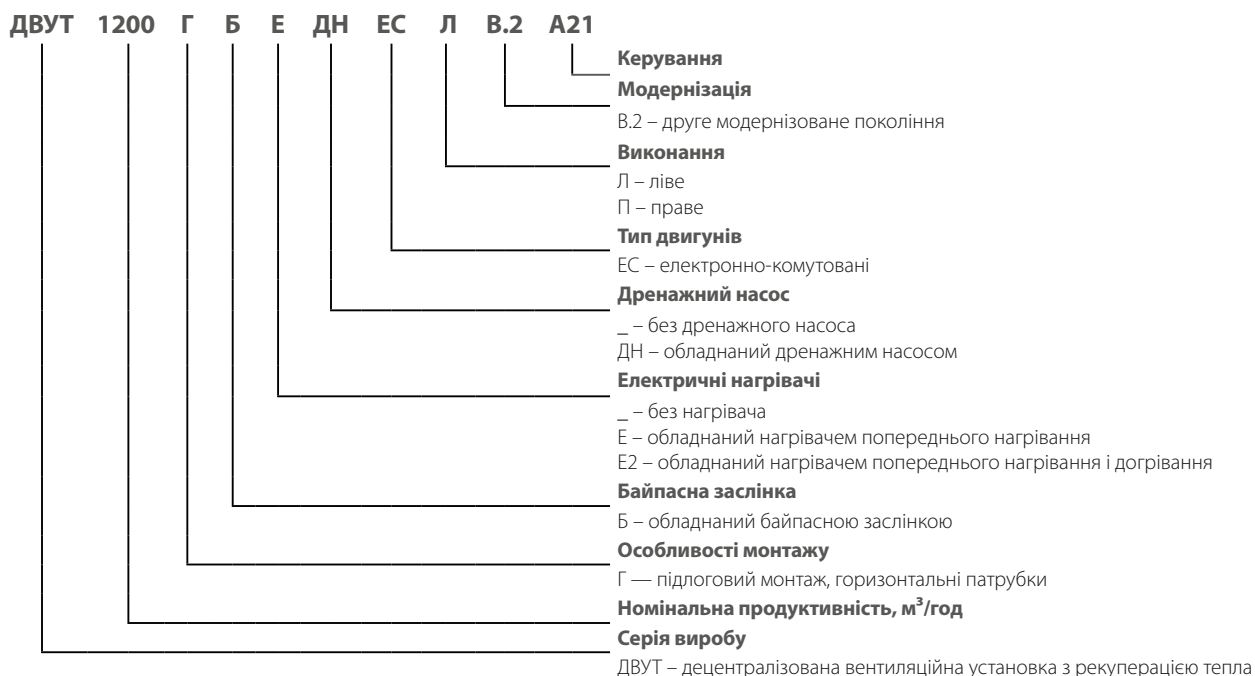 ДВУТ 1200 Г Б Е ДН ЕС Л В.2 А21
Керування
Модернізація
В.2 – друге модернізоване покоління
Виконання
Л – ліве
П – праве
Тип двигунів
ЕС – електронно-комутовані
Дренажний насос
_ – без дренажного насоса
ДН – обладнаний дренажним насосом
Електричні нагрівачі
_ – без нагрівача
Е – обладнаний нагрівачем попереднього нагрівання
Е2 – обладнаний нагрівачем попереднього нагрівання і догрівання
Байпасна заслінка
Б – обладнаний байпасною заслінкою
Особливості монтажу
Г — підлоговий монтаж, горизонтальні патрубки
Номінальна продуктивність, м³/год
Серія виробу
ДВУТ – децентралізована вентиляційна установка з рекуперацією тепла